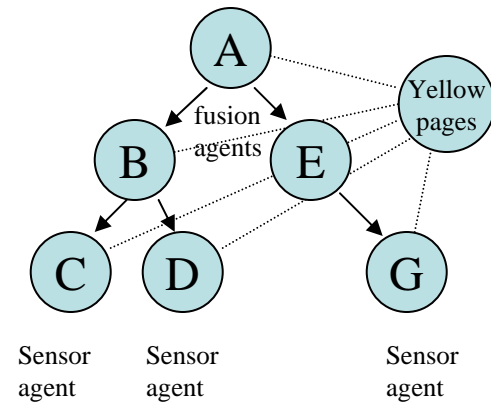 A
Yellow
pages
fusion
agents
B
E
C
D
G
Sensor
agent
Sensor
agent
Sensor
agent